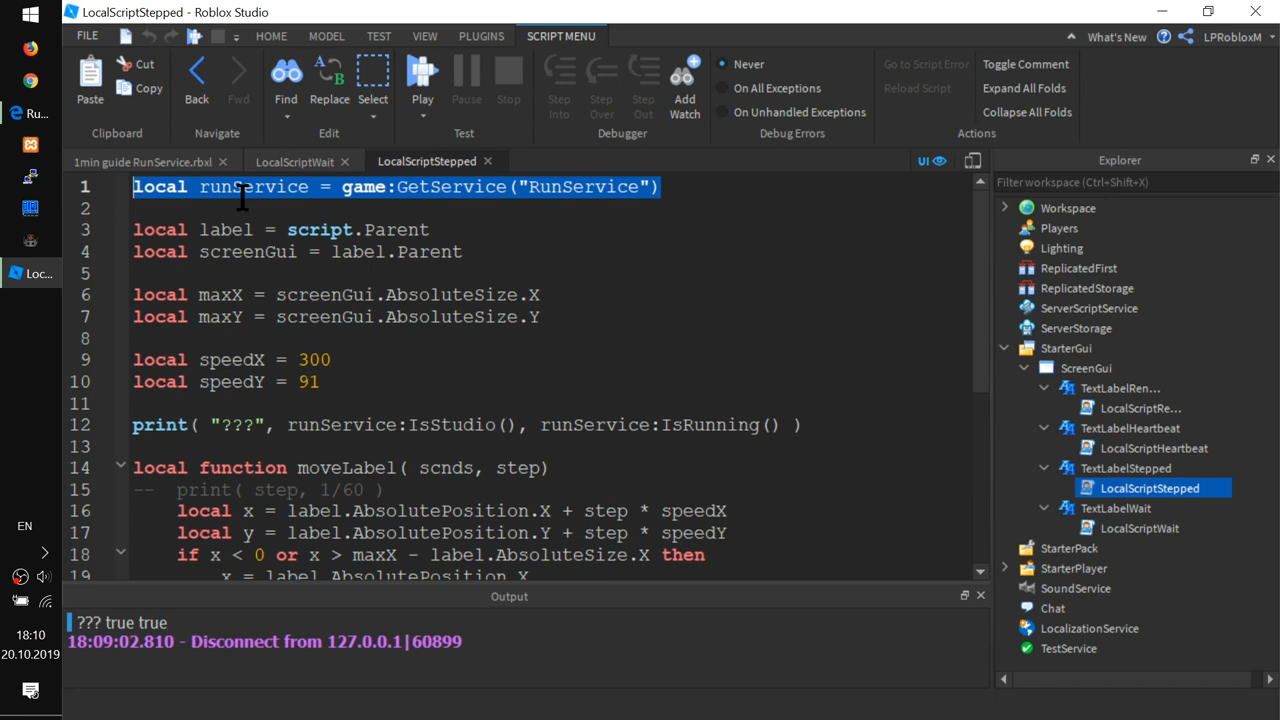 LocalScriptStepped - Roblox Studio
FILE
HOME
MODEL
TEST
VIEW
PLUGINS
SCRIPT MENU
What's New
LPRobloxM
Paste
Cut
Copy
Clipboard
Back
Fwd
Navigate
Find
Replace
Select
Edit
Play
Pause
Stop
Test
Step Into
Step Over
Step Out
Add Watch
Debugger
Never
On All Exceptions
On Unhandled Exceptions
Debug Errors
Go to Script Error
Reload Script
Toggle Comment
Expand All Folds
Collapse All Folds
Actions
1min guide RunService.rbxl
LocalScriptWait
LocalScriptStepped
UI
1 local runService = game:GetService("RunService")
2
3 local label = script.Parent
4 local screenGui = label.Parent
5
6 local maxX = screenGui.AbsoluteSize.X
7 local maxY = screenGui.AbsoluteSize.Y
8
9 local speedX = 300
10 local speedY = 91
11
12 print( "???", runService:IsStudio(), runService:IsRunning() )
13
14 local function moveLabel( scnds, step)
15 -- print( step, 1/60 )
16 local x = label.AbsolutePosition.X + step * speedX
17 local y = label.AbsolutePosition.Y + step * speedY
18 if x < 0 or x > maxX - label.AbsoluteSize.X then
19 x = label.AbsolutePosition.X
Output
??? true true
18:09:02.810 - Disconnect from 127.0.0.1|60899
Explorer
Filter workspace (Ctrl+Shift+X)
Workspace
Players
Lighting
ReplicatedFirst
ReplicatedStorage
ServerScriptService
ServerStorage
StarterGui
ScreenGui
TextLabelRen...
LocalScriptRe...
TextLabelHeartbeat
LocalScriptHeartbeat
TextLabelStepped
LocalScriptStepped
TextLabelWait
LocalScriptWait
StarterPack
StarterPlayer
SoundService
Chat
LocalizationService
TestService
Ru...
Loc...
EN
18:10
20.10.2019